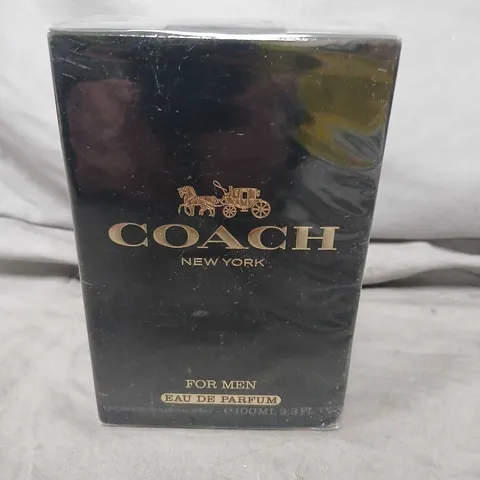 COACH
NEW YORK
FOR MEN
EAU DE PARFUM
100ML 3.3 FL